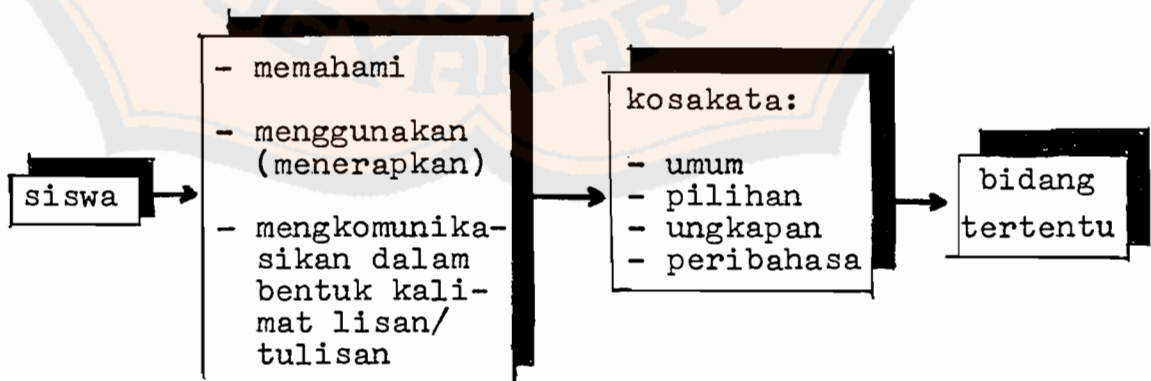 siswa
- memahami
- menggunakan
(menerapkan)
- mengkomunika-
sikan dalam
bentuk kali-
mat lisan/
tulisan
kosakata:
- umum
- pilihan
- ungkapan
- peribahasa
bidang
tertentu